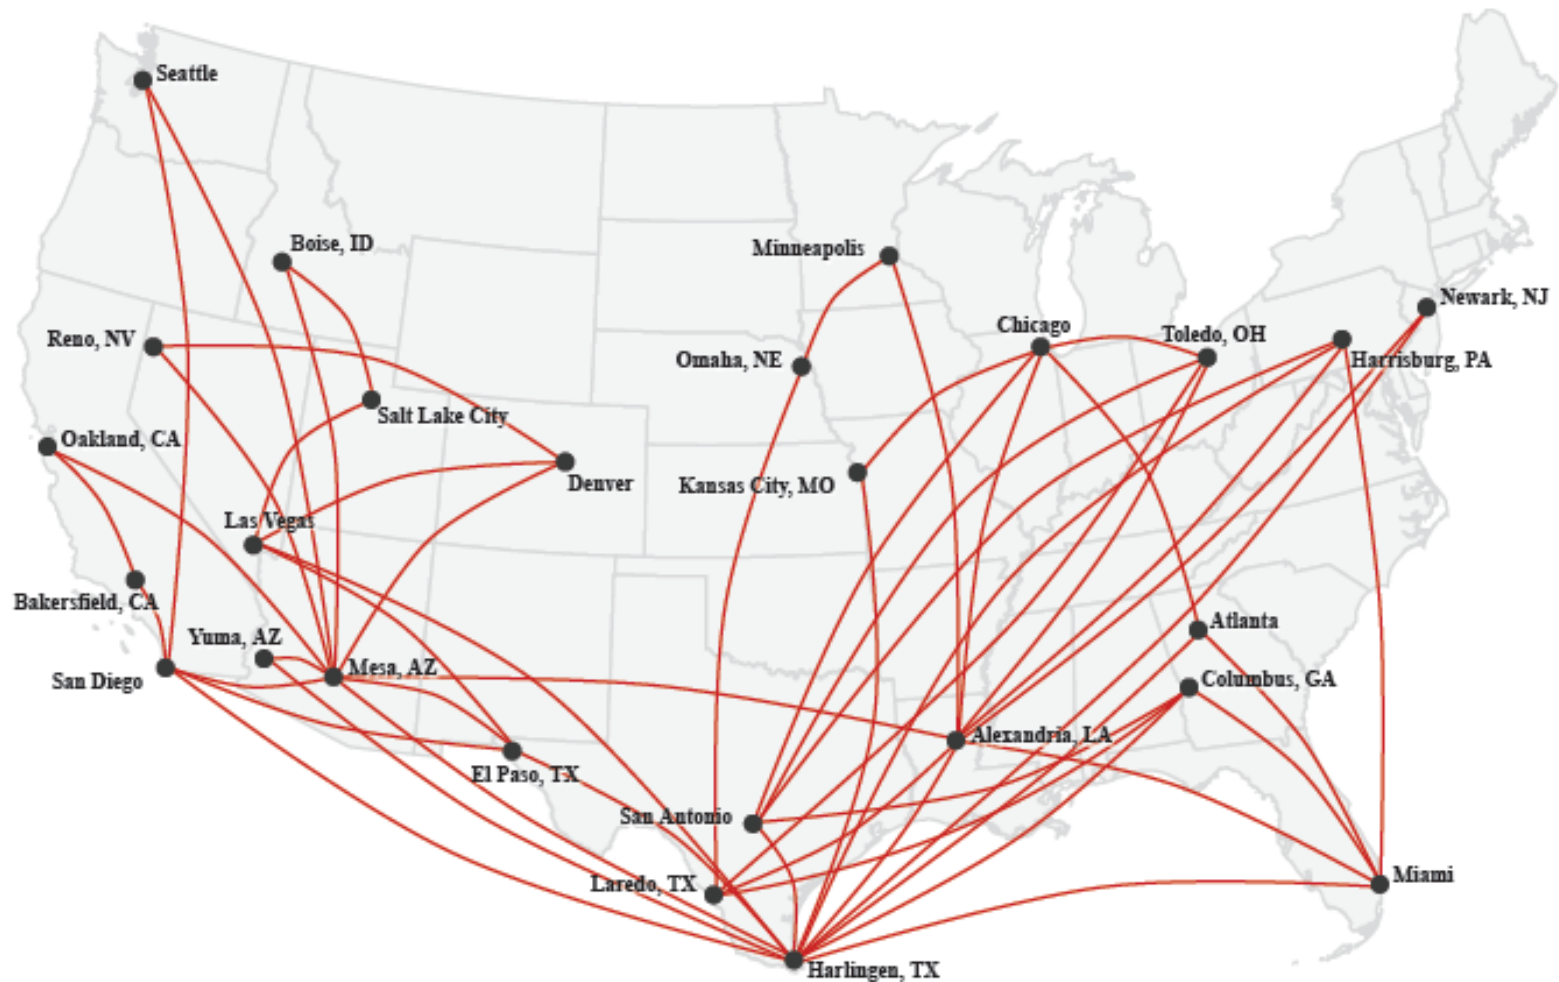 Seattle
Boise, ID
Minneapolis
Newark, NJ
Chicago
Toledo, OH
Reno, NV
Omaha, NE
Harrisburg, PA
Salt Lake City
Oakland, CA
Denver
Kansas City, MO
Las Vegas
Bakersfield, CA
Atlanta
Yuma, AZ
Mesa, AZ
San Diego
Columbus, GA
Alexandria, LA
El Paso, TX
San Antonio
Laredo, TX
Miami
Harlingen, TX